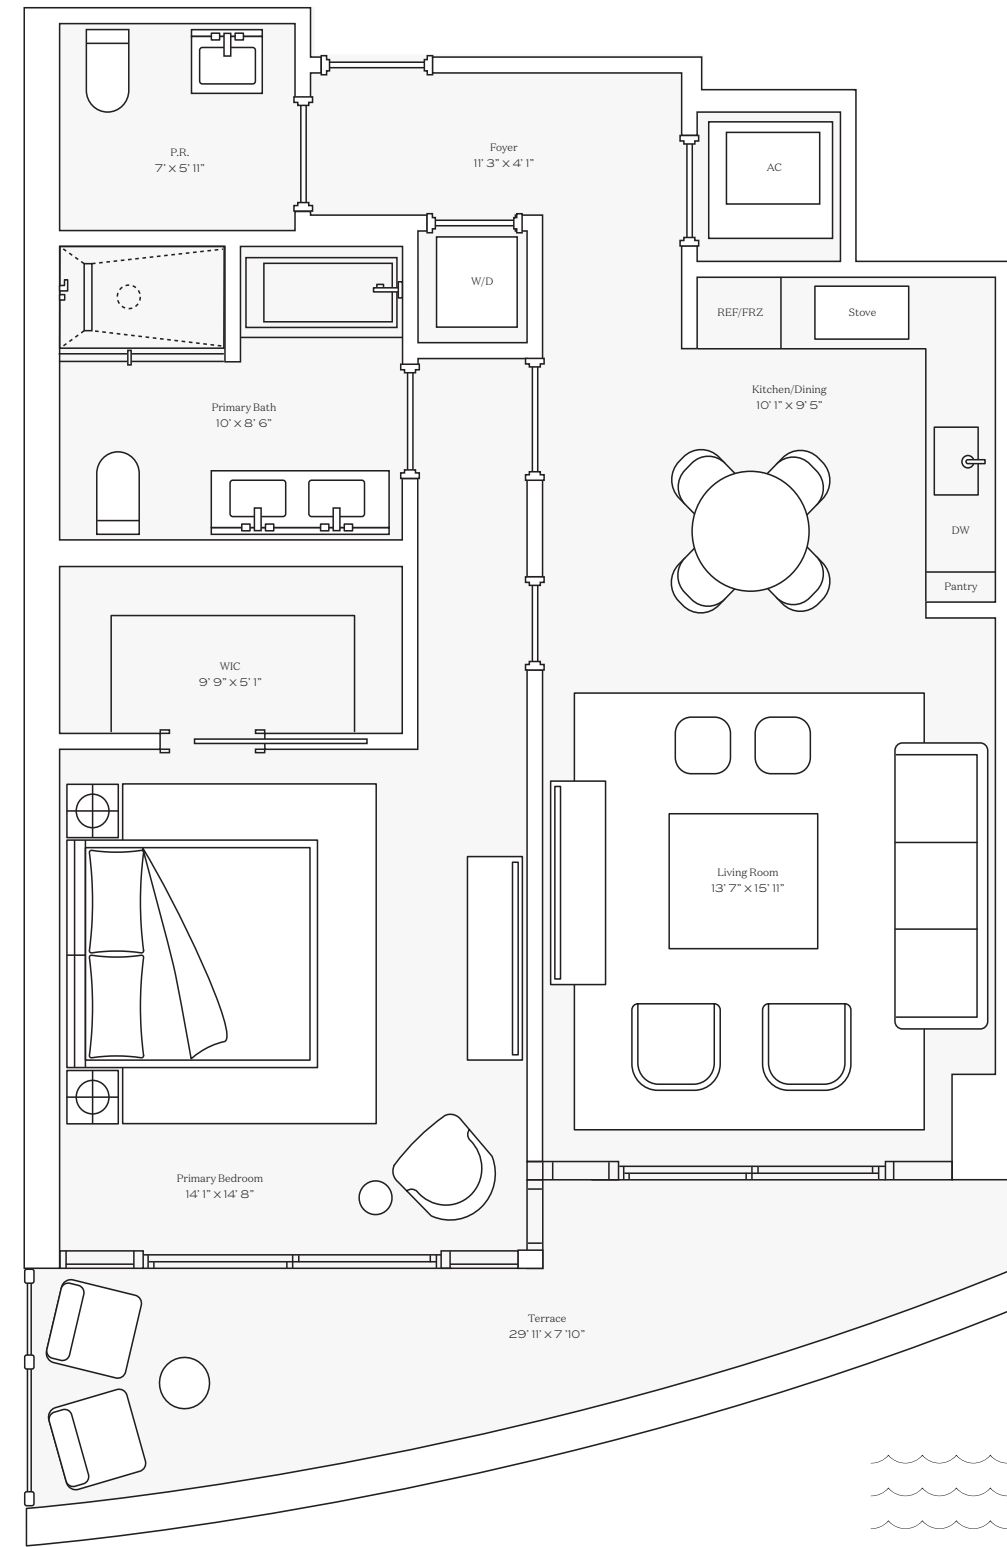 P.R.
7’ X 5’ 11”
Foyer
11’ 3” X 4’ 1”
AC
W/D
REF/FRZ
Stove
Kitchen/Dining
10’ 1” X 9’ 5”
Primary Bath
10’ X 8’ 6”
DW
Pantry
WIC
9’ 9” X 5’ 1”
Living Room
13’ 7” X 15’ 11”
Primary Bedroom
14’ 1” X 14’ 8”
Terrace
29’ 11’ X 7 ’10”